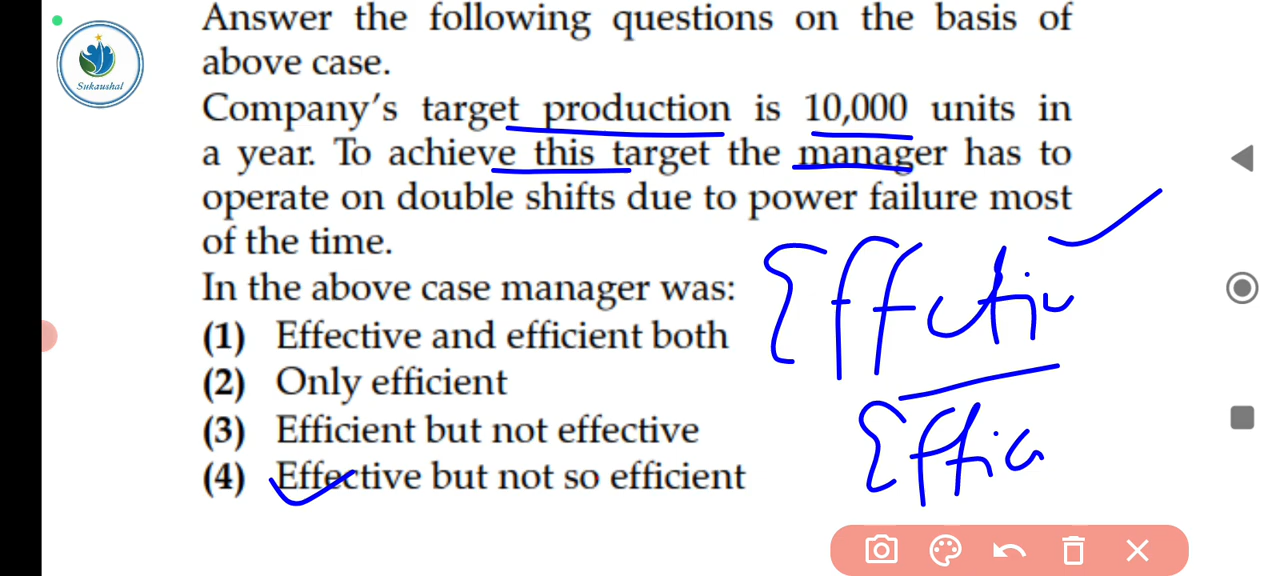 Sukaushal
Answer the following questions on the basis of
above case.
Company's target production is 10,000 units in
a year. To achieve this target the manager has to
operate on double shifts due to power failure most
of the time.
In the above case manager was:
(1) Effective and efficient both
(2) Only efficient
(3) Efficient but not effective
(4) Effective but not so efficient
Effectiv
Effic